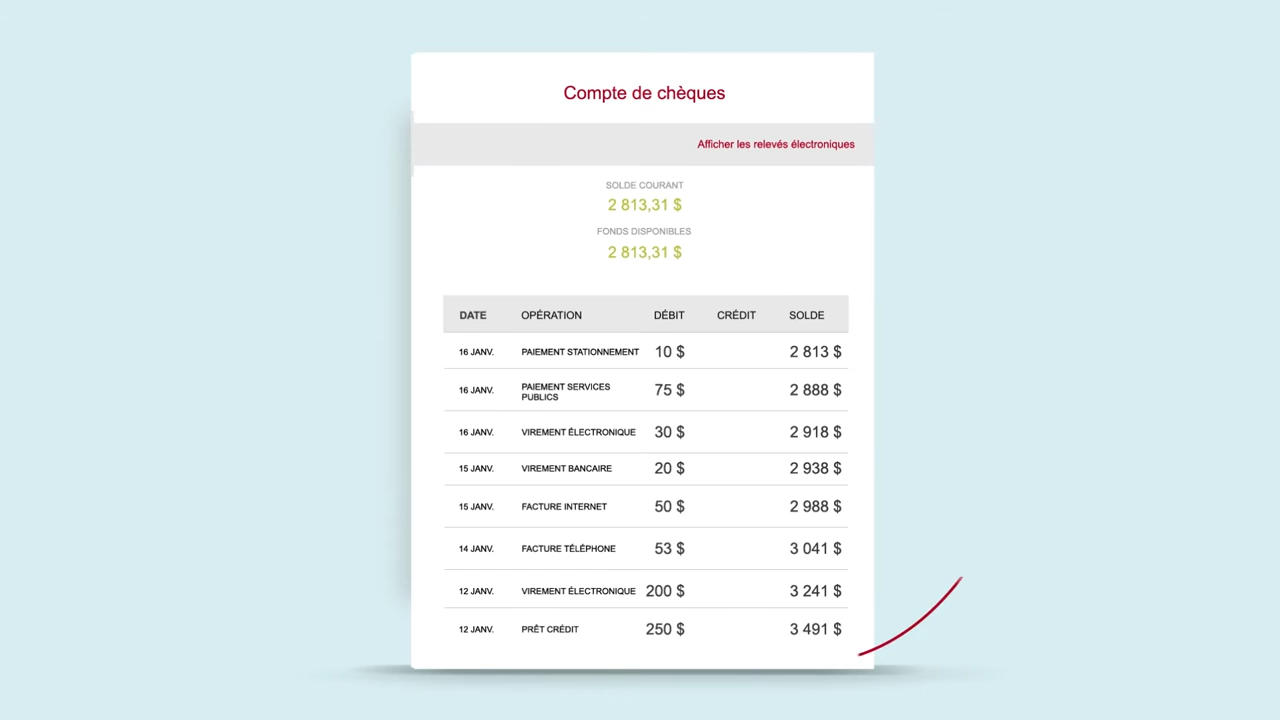 Compte de chèques
Afficher les relevés électroniques
SOLDE COURANT
2 813,31 $
FONDS DISPONIBLES
2 813,31 $
DATE OPÉRATION DÉBIT CRÉDIT SOLDE
16 JANV. PAIEMENT STATIONNEMENT 10 $ 2 813 $
16 JANV. PAIEMENT SERVICES PUBLICS 75 $ 2 888 $
16 JANV. VIREMENT ÉLECTRONIQUE 30 $ 2 918 $
15 JANV. VIREMENT BANCAIRE 20 $ 2 938 $
15 JANV. FACTURE INTERNET 50 $ 2 988 $
14 JANV. FACTURE TÉLÉPHONE 53 $ 3 041 $
12 JANV. VIREMENT ÉLECTRONIQUE 200 $ 3 241 $
12 JANV. PRÊT CRÉDIT 250 $ 3 491 $